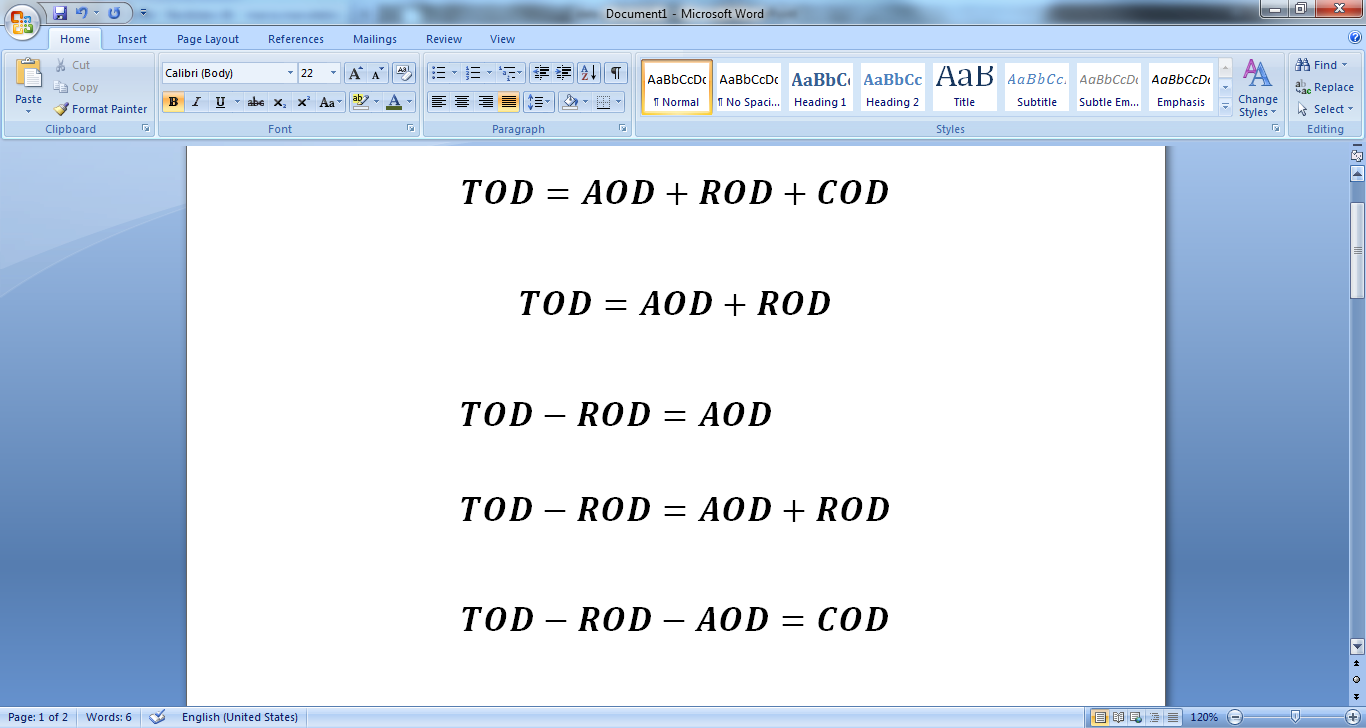 Document1 - Microsoft Word
Home Insert Page Layout References Mailings Review View
Paste
Cut
Copy
Format Painter
Clipboard
Calibri (Body) 22
B I U abc x₂ x² Aa
Font
Paragraph
AaBbCcDc AaBbCcDc AaBbC AaBbCc AaB AaBbCc. AaBbCcDc AaBbCcDc
¶ Normal ¶ No Spaci... Heading 1 Heading 2 Title Subtitle Subtle Em... Emphasis
Change Styles
Styles
Find
Replace
Select
Editing
TOD = AOD + ROD + COD
TOD = AOD + ROD
TOD − ROD = AOD
TOD − ROD = AOD + ROD
TOD − ROD − AOD = COD
Page: 1 of 2 Words: 6 English (United States) 120%